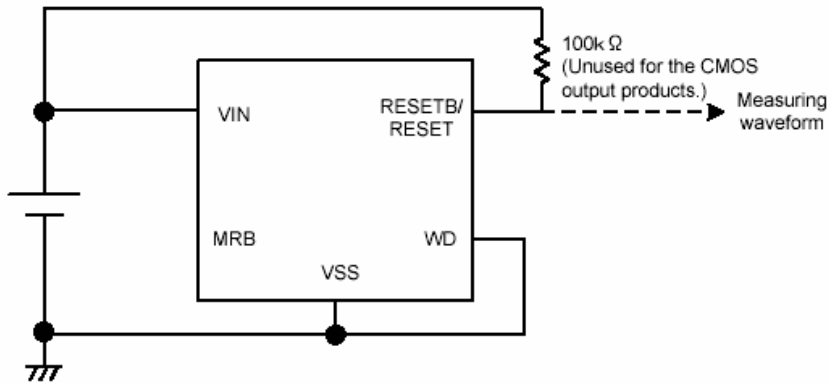 100k Ω
(Unused for the CMOS
output products.)
Measuring
waveform
VIN
RESETB/
RESET
MRB
WD
VSS